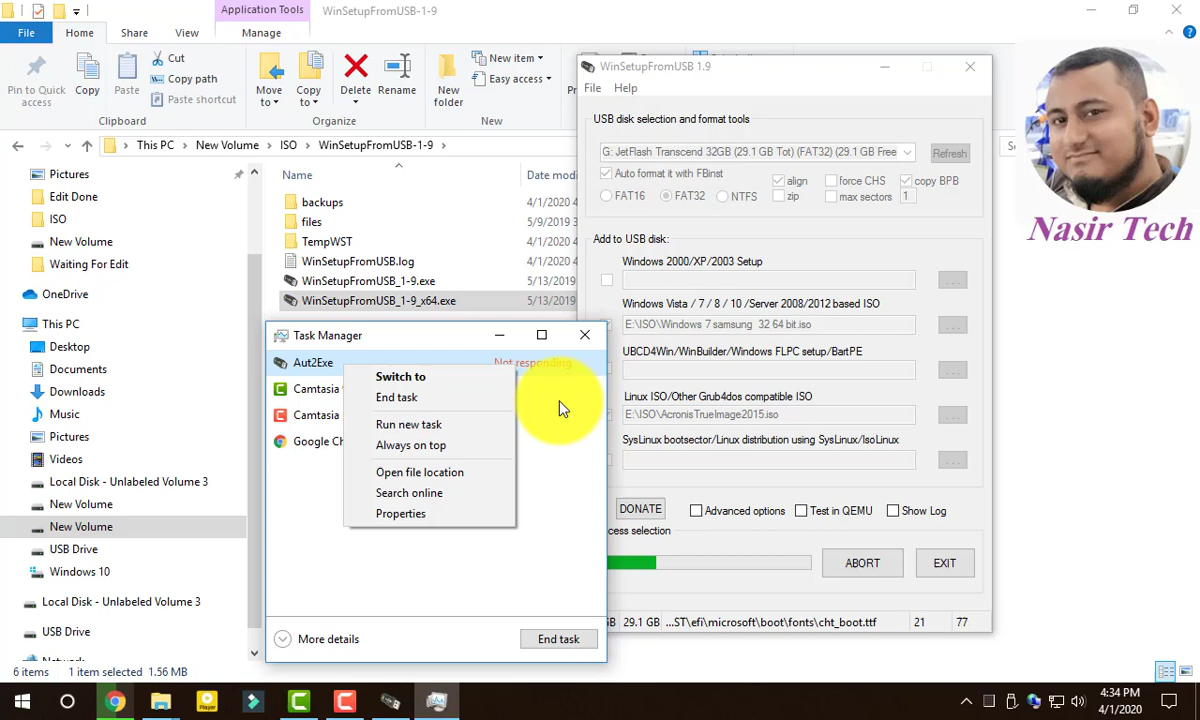 Application Tools
WinSetupFromUSB-1-9
File
Home
Share
View
Manage
Pin to Quick access
Copy
Paste
Cut
Copy path
Paste shortcut
Move to
Copy to
Delete
Rename
New folder
New item
Easy access
Clipboard
Organize
New
This PC
New Volume
ISO
WinSetupFromUSB-1-9
Pictures
Edit Done
ISO
New Volume
Waiting For Edit
OneDrive
This PC
Desktop
Documents
Downloads
Music
Pictures
Videos
Local Disk - Unlabeled Volume 3
New Volume
New Volume
USB Drive
Windows 10
Local Disk - Unlabeled Volume 3
USB Drive
Name
Date modi
backups 4/1/2020 4
files 5/9/2019
TempWST 4/1/2020 4
WinSetupFromUSB.log 4/1/2020 4
WinSetupFromUSB_1-9.exe 5/13/2019
WinSetupFromUSB_1-9_x64.exe 5/13/2019
6 items 1 item selected 1.56 MB
Task Manager
Aut2Exe Not responding
Camtasia
Camtasia
Google Ch
Switch to
End task
Run new task
Always on top
Open file location
Search online
Properties
More details
End task
WinSetupFromUSB 1.9
File Help
USB disk selection and format tools
G: JetFlash Transcend 32GB (29.1 GB Tot) (FAT32) (29.1 GB Free
Refresh
Auto format it with FBinst
align
force CHS
copy BPB
FAT16
FAT32
NTFS
zip
max sectors
1
Add to USB disk:
Windows 2000/XP/2003 Setup
...
Windows Vista / 7 / 8 / 10 /Server 2008/2012 based ISO
E:\ISO\Windows 7 samsung 32 64 bit.iso
...
UBCD4Win/WinBuilder/Windows FLPC setup/BartPE
...
Linux ISO/Other Grub4dos compatible ISO
E:\ISO\AcronisTrueImage2015.iso
...
SysLinux bootsector/Linux distribution using SysLinux/IsoLinux
...
DONATE
Advanced options
Test in QEMU
Show Log
ocess selection
ABORT
EXIT
GB 29.1 GB ...ST\efi\microsoft\boot\fonts\cht_boot.ttf 21 77
Nasir Tech
Player
4:34 PM
4/1/2020